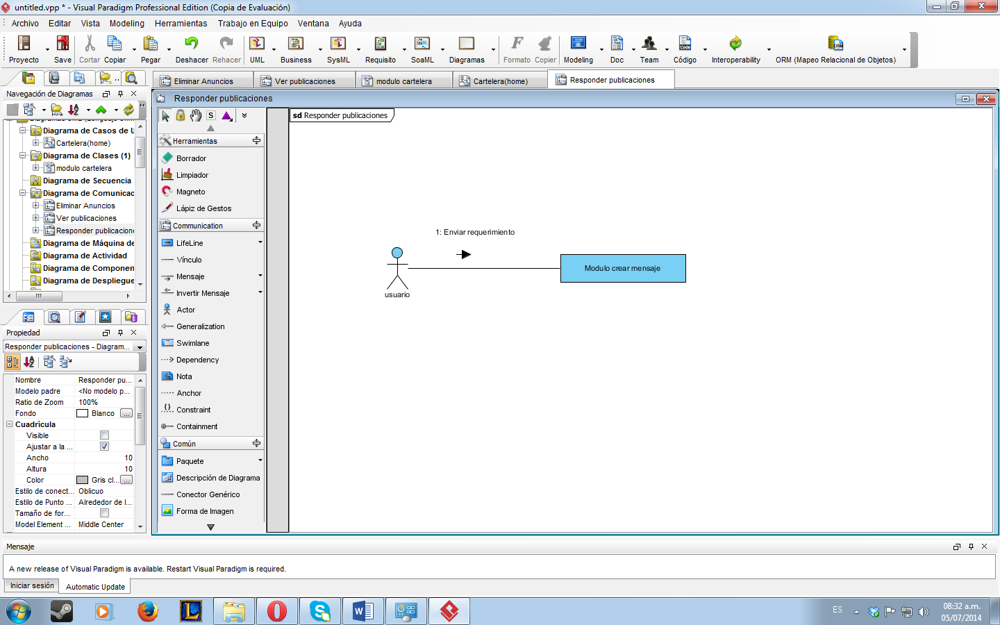 untitled.vpp * - Visual Paradigm Professional Edition (Copia de Evaluación)
Archivo Editar Vista Modeling Herramientas Trabajo en Equipo Ventana Ayuda
Proyecto Save Cortar Copiar Pegar Deshacer Rehacer UML Business SysML Requisito SoaML Diagramas Formato Copier Modeling Doc Team Código Interoperability ORM (Mapeo Relacional de Objetos)
Eliminar Anuncios Ver publicaciones modulo cartelera Cartelera(home) Responder publicaciones
Navegación de Diagramas
Diagrama de Casos de U
Cartelera(home)
Diagrama de Clases (1)
modulo cartelera
Diagrama de Secuencia
Diagrama de Comunicac
Eliminar Anuncios
Ver publicaciones
Responder publicacione
Diagrama de Máquina de
Diagrama de Actividad
Diagrama de Componen
Diagrama de Despliegue
Propiedad
Responder publicaciones - Diagram...
Nombre Responder pu...
Modelo padre <No modelo p...
Ratio de Zoom 100%
Fondo Blanco ...
Cuadrícula
Visible
Ajustar a la ...
Ancho 10
Altura 10
Color Gris cl... ...
Estilo de conect... Oblicuo
Estilo de Punto ... Alrededor de l...
Tamaño de for...
Model Element ... Middle Center
Responder publicaciones
S
Herramientas
Borrador
Limpiador
Magneto
Lápiz de Gestos
Communication
LifeLine
Vínculo
Mensaje
Invertir Mensaje
Actor
Generalization
Swimlane
Dependency
Nota
Anchor
Constraint
Containment
Común
Paquete
Descripción de Diagrama
Conector Genérico
Forma de Imagen
sd Responder publicaciones
1: Enviar requerimiento
usuario
Modulo crear mensaje
Mensaje
A new release of Visual Paradigm is available. Restart Visual Paradigm is required.
Iniciar sesión Automatic Update
ES
08:32 a.m.
05/07/2014